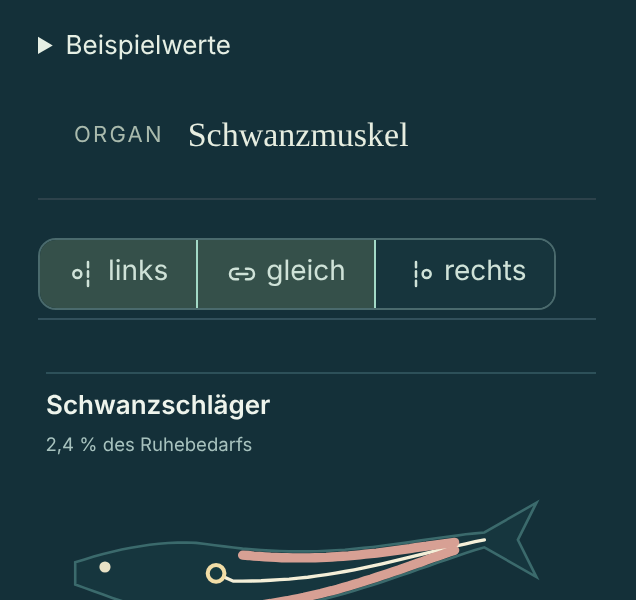 Beispielwerte
ORGAN Schwanzmuskel
links gleich rechts
Schwanzschläger
2,4 % des Ruhebedarfs